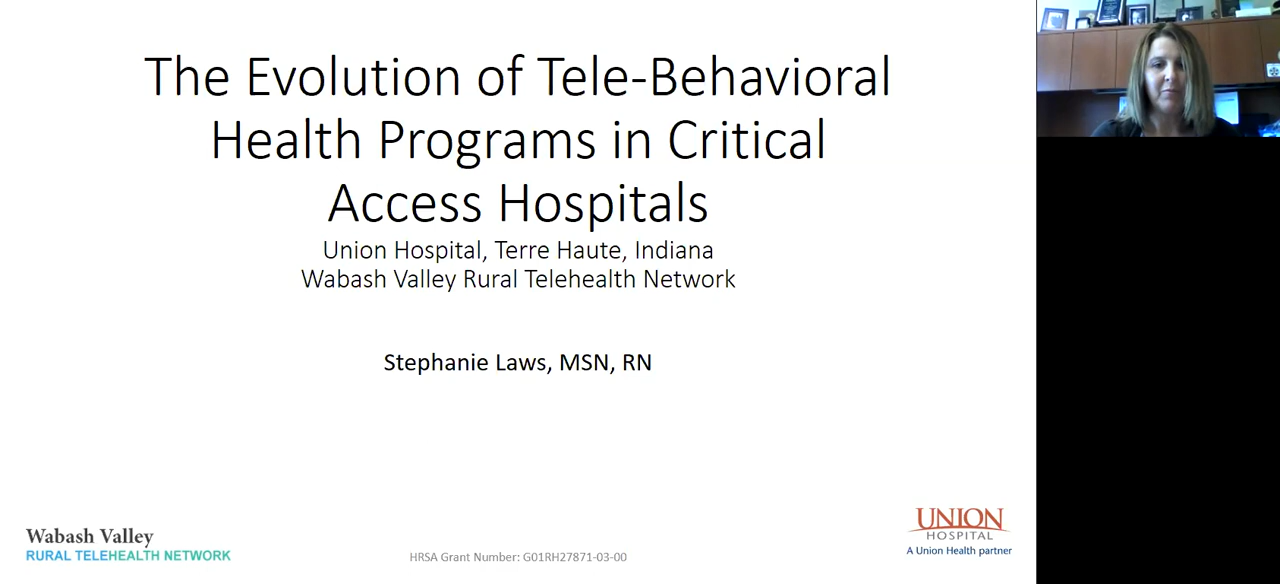 The Evolution of Tele-Behavioral
Health Programs in Critical
Access Hospitals
Union Hospital, Terre Haute, Indiana
Wabash Valley Rural Telehealth Network
Stephanie Laws, MSN, RN
Wabash Valley
RURAL TELEHEALTH NETWORK
HRSA Grant Number: G01RH27871-03-00
UNION
HOSPITAL
A Union Health partner